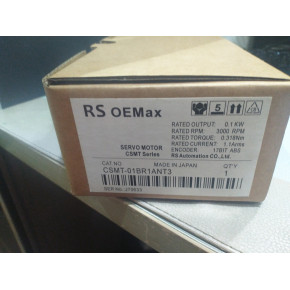 RS OEMax
5
RATED OUTPUT: 0.1 KW
RATED RPM: 3000 RPM
RATED TORQUE: 0.318Nm
RATED CURRENT: 1.1Arms
ENCODER: 17BIT ABS
RS Automation CO.,Ltd.
SERVO MOTOR
CSMT Series
CAT NO
MADE IN JAPAN
Q'TY
CSMT-01BR1ANT3
1